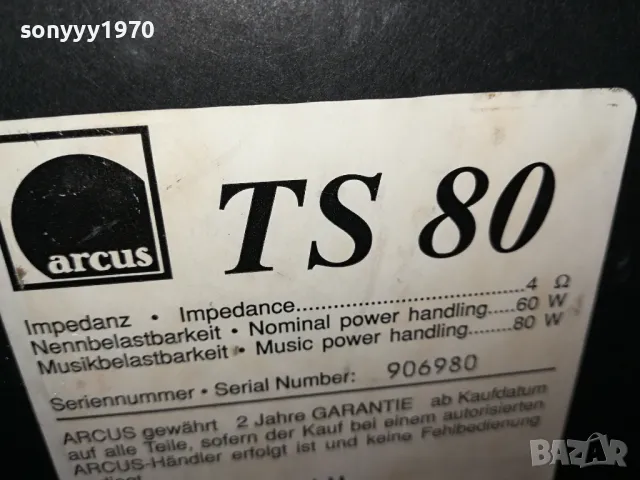 sonyyy1970
arcus
TS 80
Impedanz • Impedance........................4 Ω
Nennbelastbarkeit • Nominal power handling.....60 W
Musikbelastbarkeit • Music power handling.......80 W
Seriennummer • Serial Number: 906980
ARCUS gewährt 2 Jahre GARANTIE ab Kaufdatum
auf alle Teile, sofern der Kauf bei einem autorisierten
ARCUS-Händler erfolgt ist und keine Fehlbedienung
BAZAR